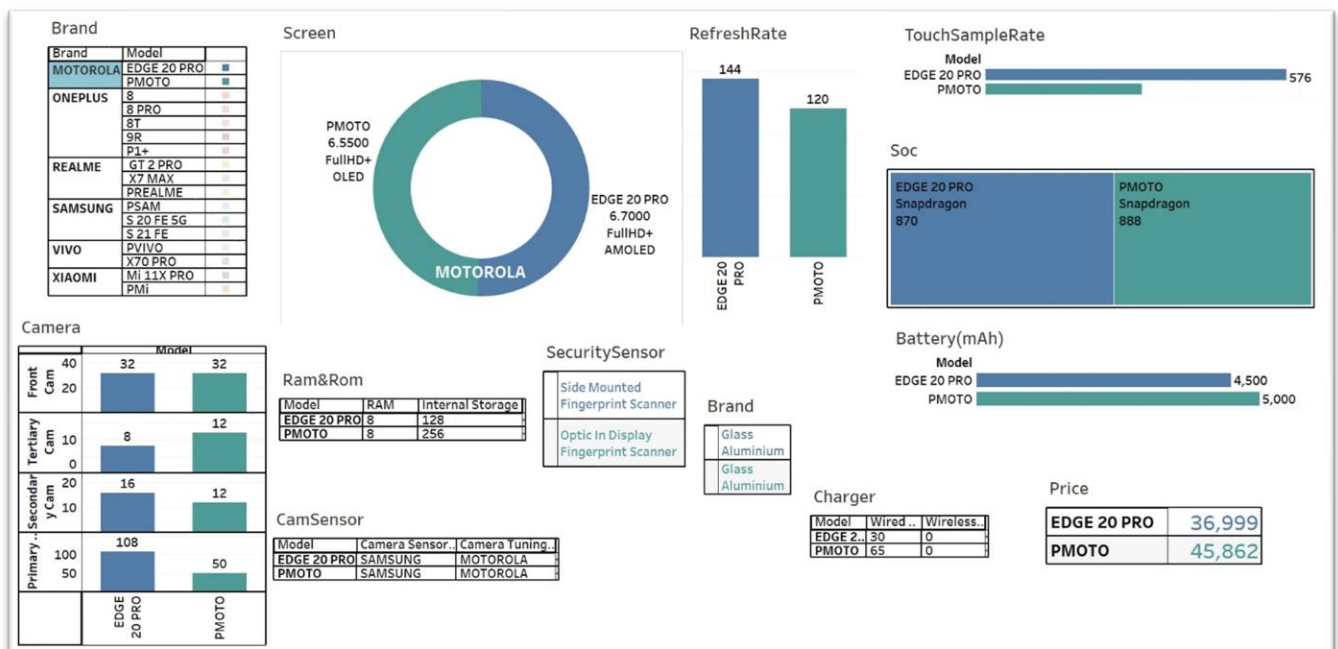 Brand
Brand Model
MOTOROLA EDGE 20 PRO
PMOTO
ONEPLUS 8
8 PRO
8T
9R
P1+
REALME GT 2 PRO
X7 MAX
PREALME
SAMSUNG PSAM
S 20 FE 5G
S 21 FE
VIVO PVIVO
X70 PRO
XIAOMI Mi 11X PRO
PMi
Screen
PMOTO
6.5500
FullHD+
OLED
EDGE 20 PRO
6.7000
FullHD+
AMOLED
MOTOROLA
RefreshRate
144
120
EDGE 20
PRO
PMOTO
TouchSampleRate
Model
EDGE 20 PRO 576
PMOTO
Soc
EDGE 20 PRO
Snapdragon
870
PMOTO
Snapdragon
888
Battery(mAh)
Model
EDGE 20 PRO 4,500
PMOTO 5,000
Camera
Model
Front
Cam
40
20
32 32
Tertiary
Cam
10
0
8 12
Secondar
y Cam
20
10
16 12
Primary ..
100
50
108 50
EDGE
20 PRO
PMOTO
Ram&Rom
Model RAM Internal Storage
EDGE 20 PRO 8 128
PMOTO 8 256
CamSensor
Model Camera Sensor.. Camera Tuning..
EDGE 20 PRO SAMSUNG MOTOROLA
PMOTO SAMSUNG MOTOROLA
SecuritySensor
Side Mounted
Fingerprint Scanner
Optic In Display
Fingerprint Scanner
Brand
Glass
Aluminium
Glass
Aluminium
Charger
Model Wired .. Wireless..
EDGE 2.. 30 0
PMOTO 65 0
Price
EDGE 20 PRO 36,999
PMOTO 45,862